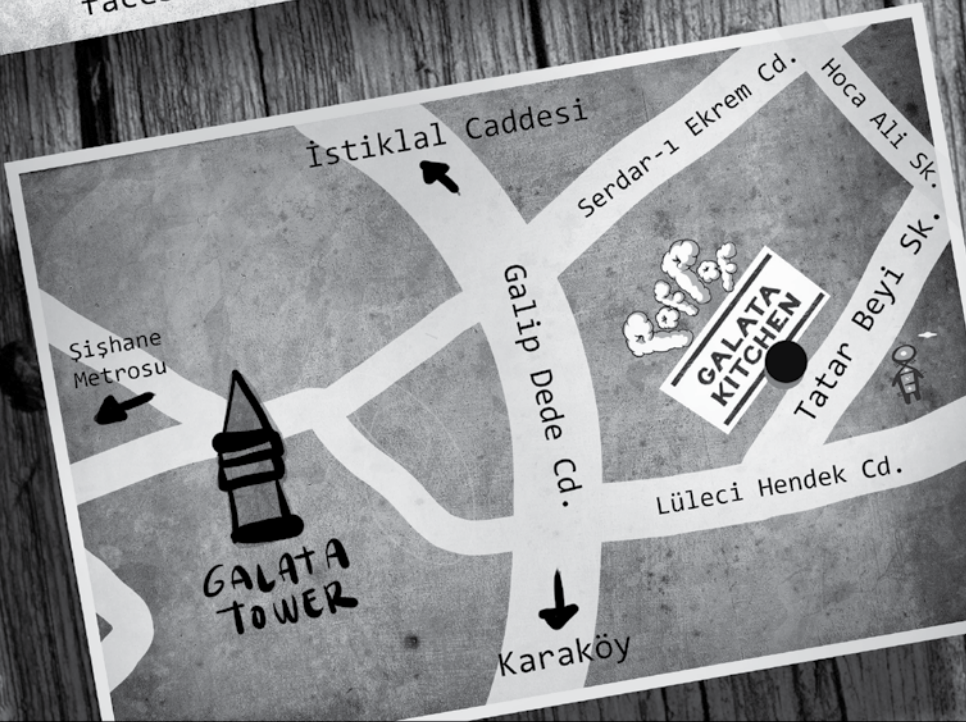 İstiklal Caddesi
Serdar-ı Ekrem Cd.
Hoca Ali Sk.
Galip Dede Cd.
GALATA
KITCHEN
Tatar Beyi Sk.
Şişhane
Metrosu
Lüleci Hendek Cd.
GALATA
TOWER
Karaköy